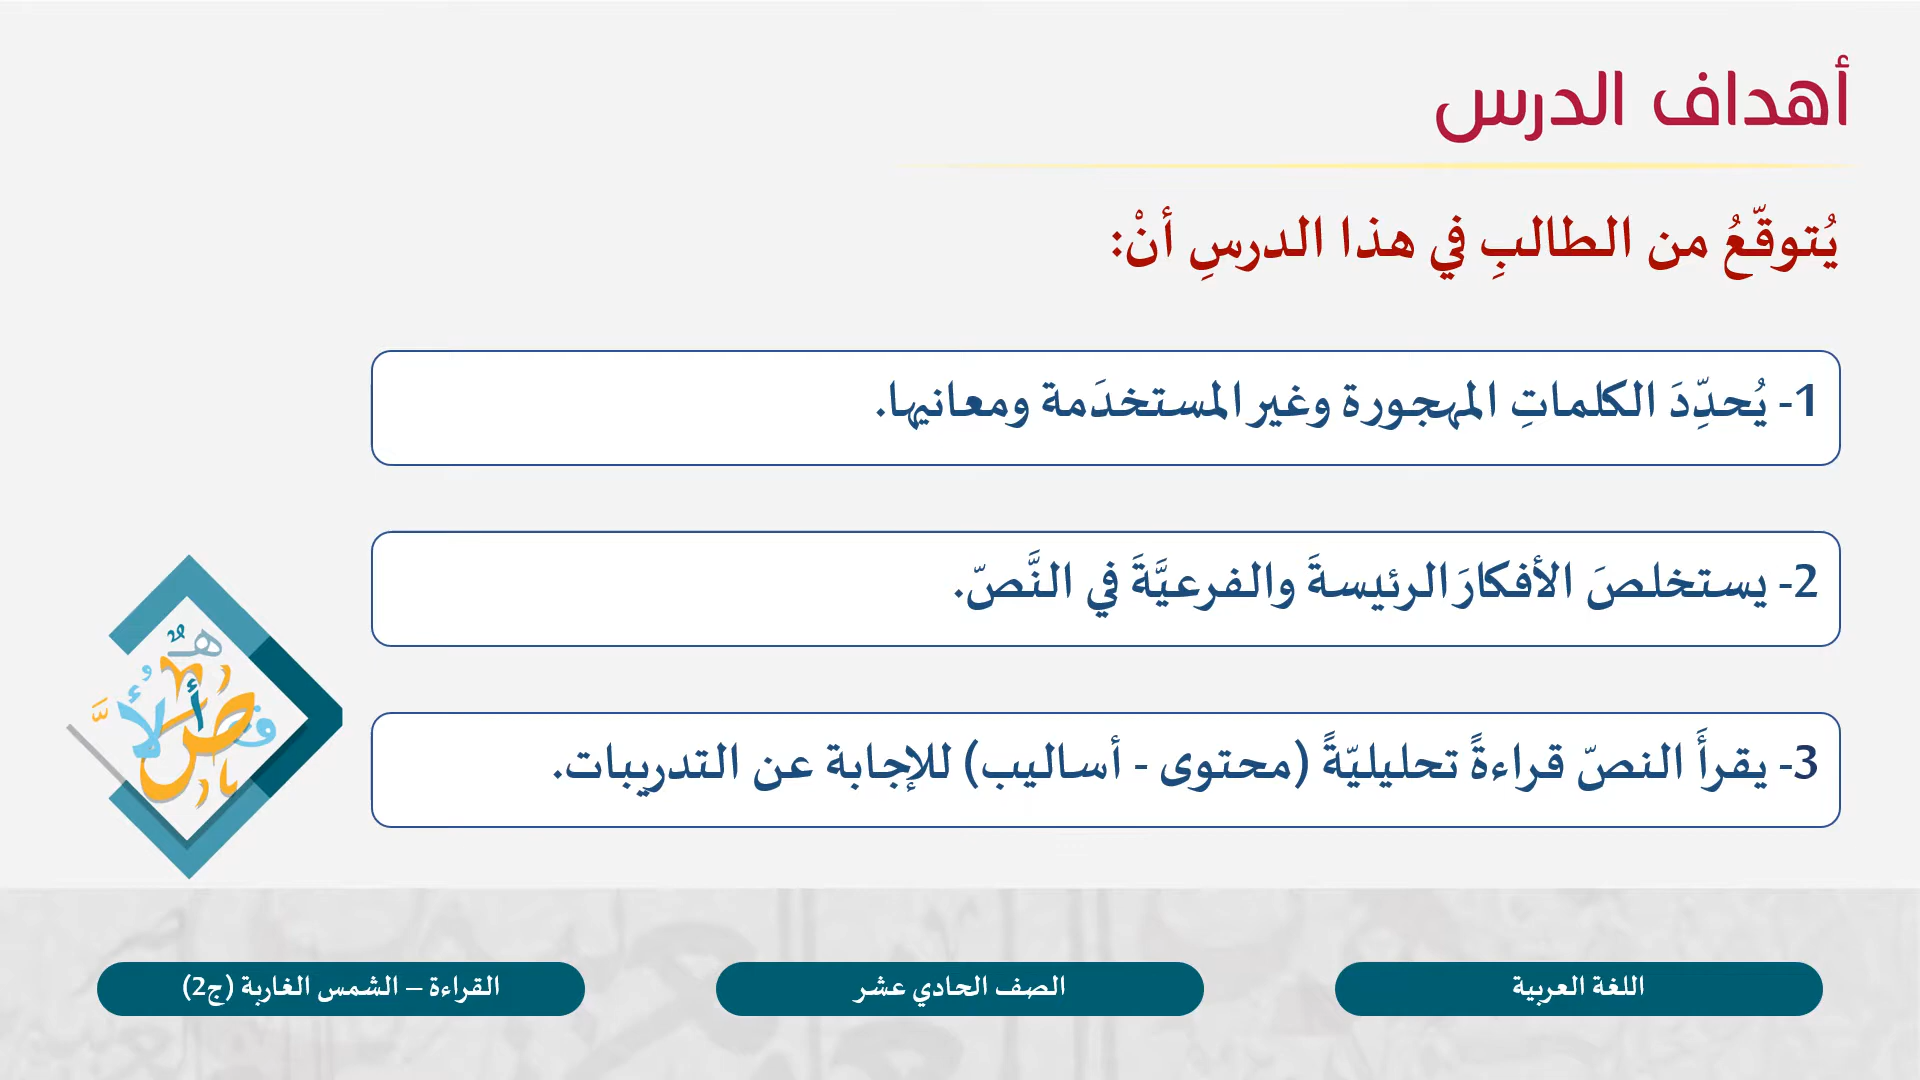 أهداف الدرس
يُتوقّعُ من الطالبِ في هذا الدرسِ أنْ:
1- يُحدِّدَ الكلماتِ المهجورة وغير المستخدَمة ومعانيها.
2- يستخلصَ الأفكارَ الرئيسةَ والفرعيَّةَ في النَّصّ.
3- يقرأَ النصّ قراءةً تحليليّةً (محتوى - أساليب) للإجابة عن التدريبات.
اللغة العربية
الصف الحادي عشر
القراءة – الشمس الغاربة (ج2)